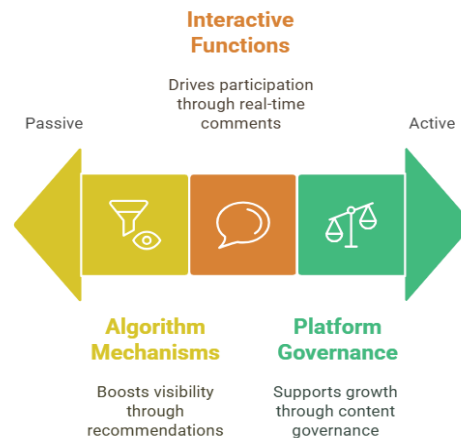 Interactive
Functions
Drives participation
through real-time
comments
Passive
Active
Algorithm
Mechanisms
Boosts visibility
through
recommendations
Platform
Governance
Supports growth
through content
governance